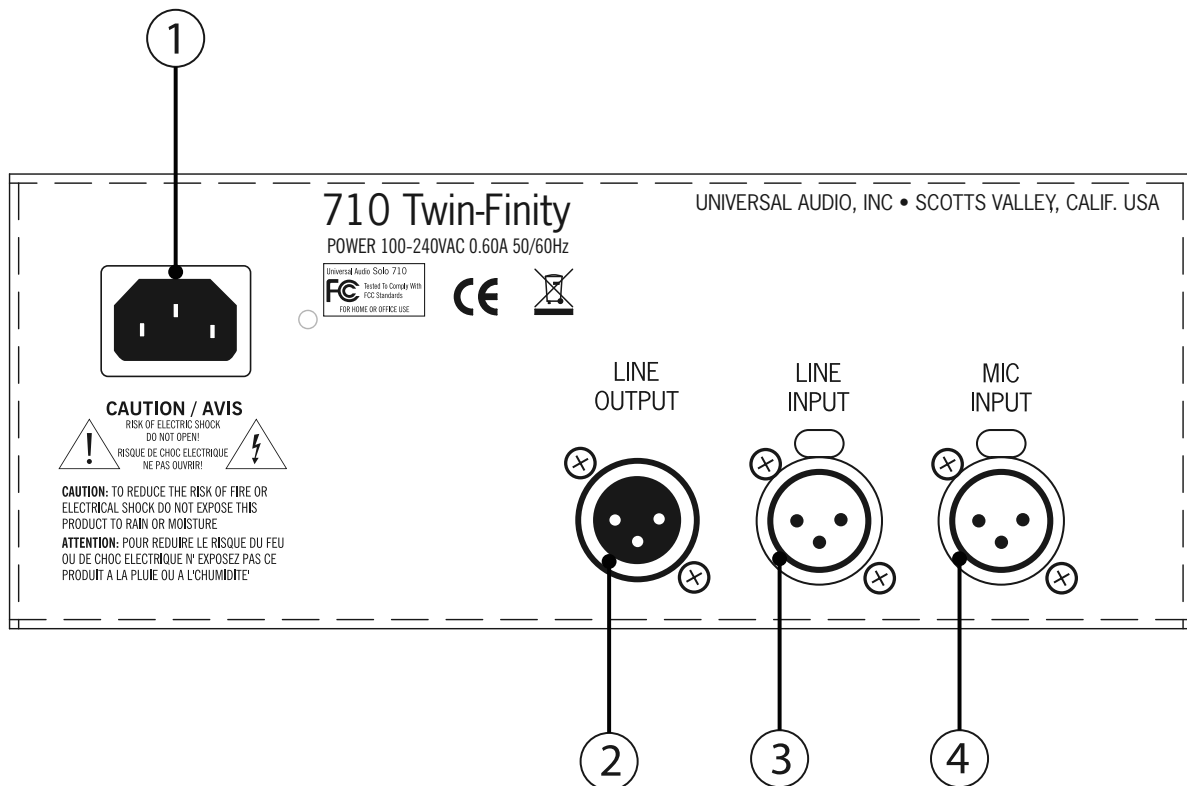 1
710 Twin-Finity
UNIVERSAL AUDIO, INC • SCOTTS VALLEY, CALIF. USA
POWER 100-240VAC 0.60A 50/60Hz
Universal Audio Solo 710
FC Tested To Comply With
FCC Standards
FOR HOME OR OFFICE USE
CE
LINE
OUTPUT
LINE
INPUT
MIC
INPUT
CAUTION / AVIS
RISK OF ELECTRIC SHOCK
DO NOT OPEN!
RISQUE DE CHOC ELECTRIQUE
NE PAS OUVRIR!
!
CAUTION: TO REDUCE THE RISK OF FIRE OR
ELECTRICAL SHOCK DO NOT EXPOSE THIS
PRODUCT TO RAIN OR MOISTURE
ATTENTION: POUR REDUIRE LE RISQUE DU FEU
OU DE CHOC ELECTRIQUE N' EXPOSEZ PAS CE
PRODUIT A LA PLUIE OU A L'CHUMIDITE'
2
3
4